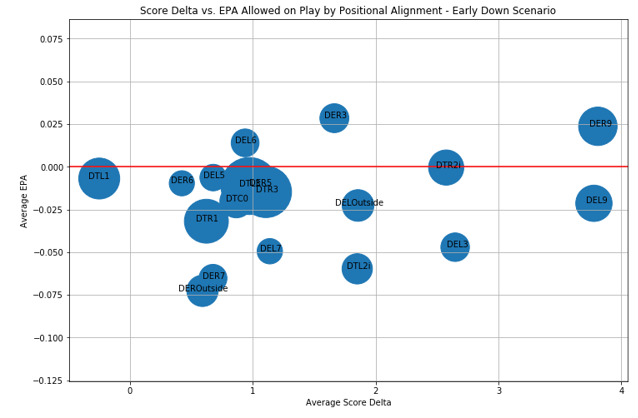 Score Delta vs. EPA Allowed on Play by Positional Alignment - Early Down Scenario
0.075
0.050
0.025
0.000
−0.025
−0.050
−0.075
−0.100
−0.125
Average EPA
DER3
DER9
DEL6
DTR2i
DTL1
DER6
DEL5
DER5
DTR3
DTC0
DELOutside
DEL9
DTR1
DEL7
DEL3
DTL2i
DER7
DEROutside
0
1
2
3
4
Average Score Delta